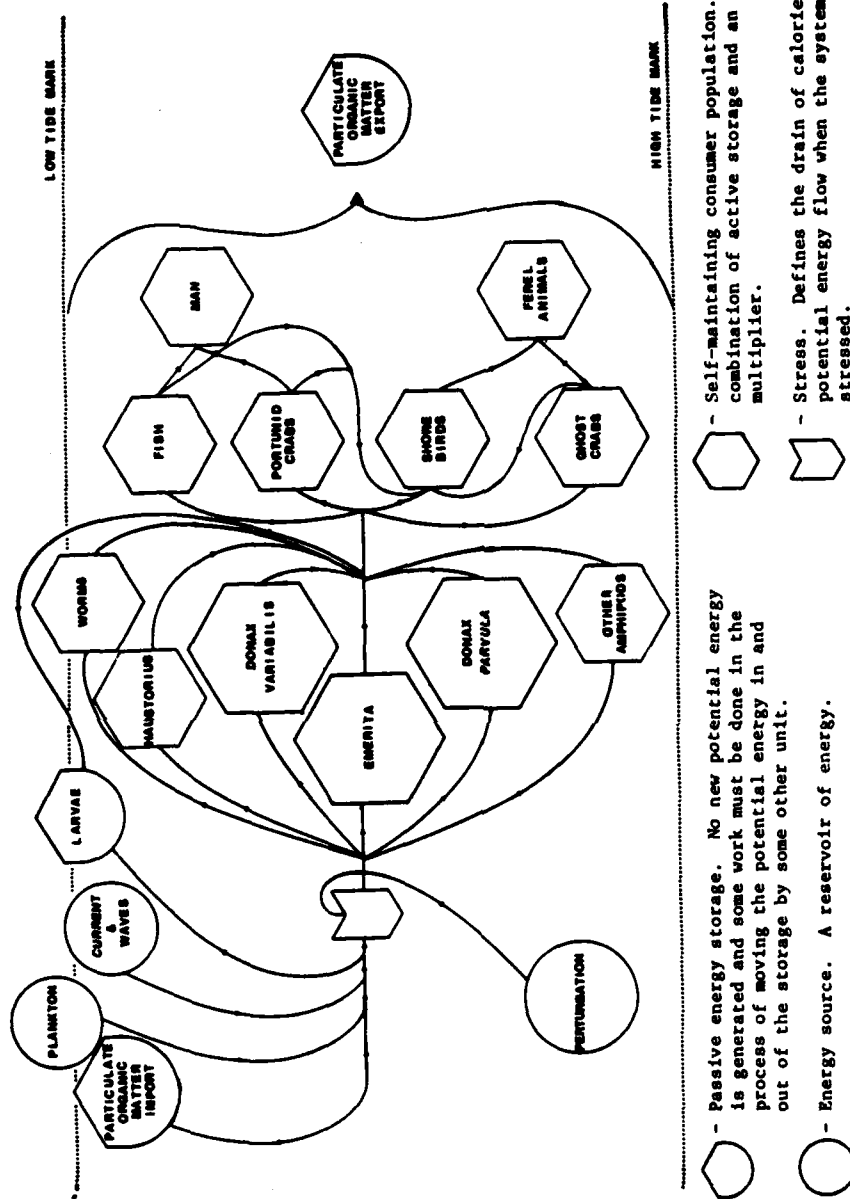 LOW TIDE MARK
PLANKTON
PARTICULATE
ORGANIC
MATTER
IMPORT
CURRENT
&
WAVES
LARVAE
WORMS
HAUSTORIUS
DONAX
VARIABILIS
EMERITA
DONAX
PARVULA
OTHER
AMPHIPODS
PERTURBATION
FISH
PORTUNID
CRABS
SHORE
BIRDS
GHOST
CRABS
MAN
FEREL
ANIMALS
PARTICULATE
ORGANIC
MATTER
EXPORT
HIGH TIDE MARK
- Passive energy storage. No new potential energy
is generated and some work must be done in the
process of moving the potential energy in and
out of the storage by some other unit.
- Energy source. A reservoir of energy.
- Self-maintaining consumer population.
combination of active storage and an
multiplier.
- Stress. Defines the drain of calorie
potential energy flow when the system
stressed.